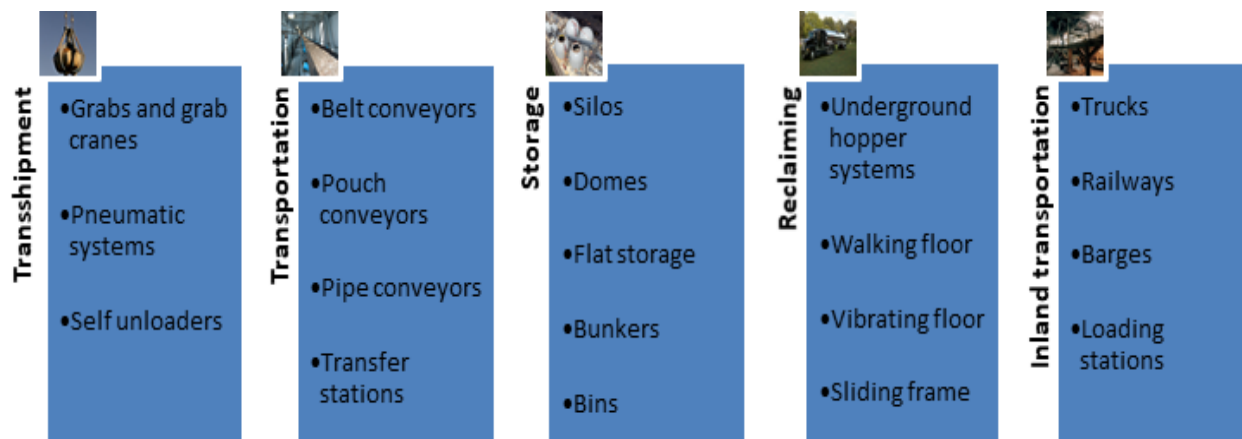 Transshipment
•Grabs and grab
cranes
•Pneumatic
systems
•Self unloaders
Transportation
•Belt conveyors
•Pouch
conveyors
•Pipe conveyors
•Transfer
stations
Storage
•Silos
•Domes
•Flat storage
•Bunkers
•Bins
Reclaiming
•Underground
hopper
systems
•Walking floor
•Vibrating floor
•Sliding frame
Inland transportation
•Trucks
•Railways
•Barges
•Loading
stations